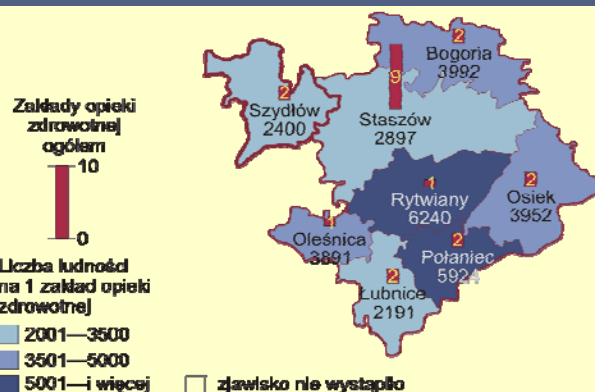 2
Bogoria
3992
9
Staszów
2897
2
Szydłów
2400
Zakłady opieki
zdrowotnej
ogółem
10
0
1
Rytwiany
6240
2
Osiek
3952
1
Oleśnica
3891
2
Połaniec
5924
2
Łubnice
2191
Liczba ludności
na 1 zakład opieki
zdrowotnej
2001—3500
3501—5000
5001—i więcej
zjawisko nie wystąpiło